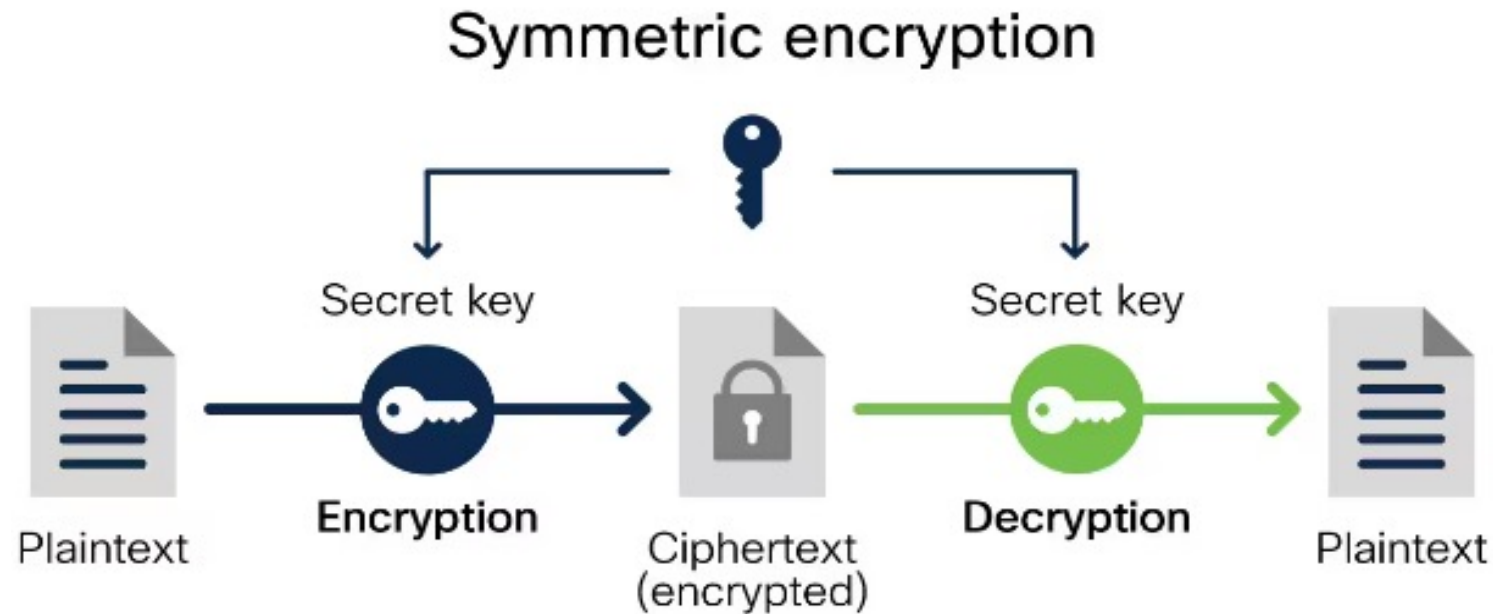 Symmetric encryption
Secret key
Secret key
Encryption
Decryption
Plaintext
Ciphertext
(encrypted)
Plaintext